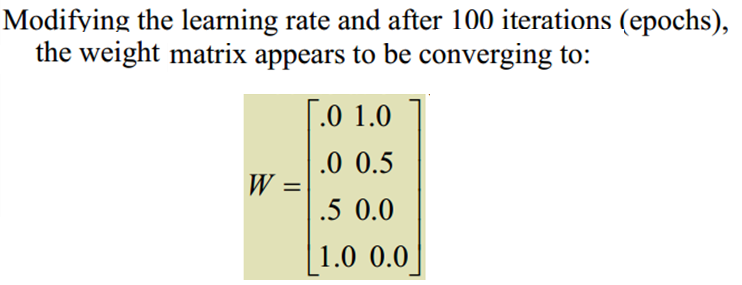 Modifying the learning rate and after 100 iterations (epochs),
the weight matrix appears to be converging to:
.0 1.0
.0 0.5
W =
.5 0.0
1.0 0.0